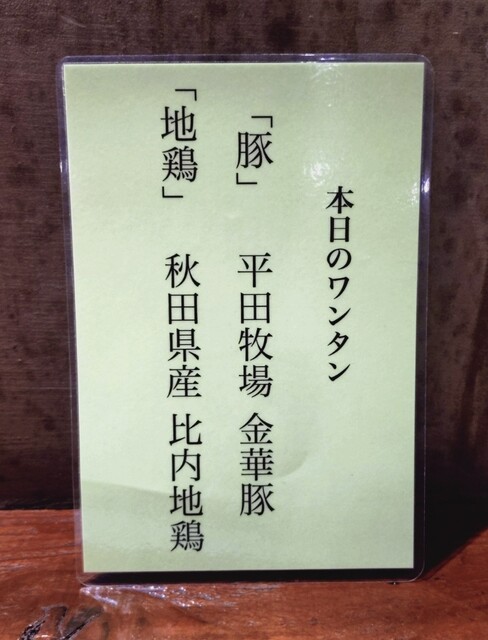 本日のワンタン
「豚」　平田牧場 金華豚
「地鶏」　秋田県産 比内地鶏